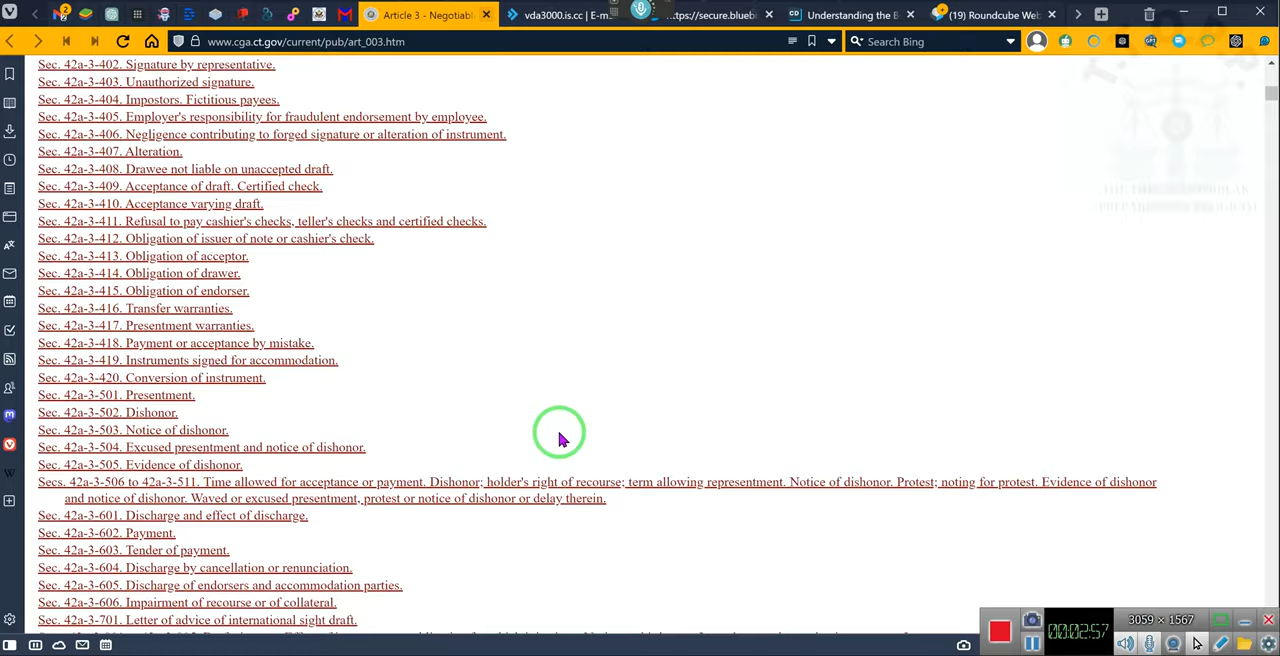 Article 3 - Negotiab
vda3000.is.cc | E-m
https://secure.blueb
Understanding the B
(19) Roundcube Web
www.cga.ct.gov/current/pub/art_003.htm
Search Bing
Sec. 42a-3-402. Signature by representative.
Sec. 42a-3-403. Unauthorized signature.
Sec. 42a-3-404. Impostors. Fictitious payees.
Sec. 42a-3-405. Employer's responsibility for fraudulent endorsement by employee.
Sec. 42a-3-406. Negligence contributing to forged signature or alteration of instrument.
Sec. 42a-3-407. Alteration.
Sec. 42a-3-408. Drawee not liable on unaccepted draft.
Sec. 42a-3-409. Acceptance of draft. Certified check.
Sec. 42a-3-410. Acceptance varying draft.
Sec. 42a-3-411. Refusal to pay cashier's checks, teller's checks and certified checks.
Sec. 42a-3-412. Obligation of issuer of note or cashier's check.
Sec. 42a-3-413. Obligation of acceptor.
Sec. 42a-3-414. Obligation of drawer.
Sec. 42a-3-415. Obligation of endorser.
Sec. 42a-3-416. Transfer warranties.
Sec. 42a-3-417. Presentment warranties.
Sec. 42a-3-418. Payment or acceptance by mistake.
Sec. 42a-3-419. Instruments signed for accommodation.
Sec. 42a-3-420. Conversion of instrument.
Sec. 42a-3-501. Presentment.
Sec. 42a-3-502. Dishonor.
Sec. 42a-3-503. Notice of dishonor.
Sec. 42a-3-504. Excused presentment and notice of dishonor.
Sec. 42a-3-505. Evidence of dishonor.
Secs. 42a-3-506 to 42a-3-511. Time allowed for acceptance or payment. Dishonor; holder's right of recourse; term allowing representment. Notice of dishonor. Protest; noting for protest. Evidence of dishonor
and notice of dishonor. Waved or excused presentment, protest or notice of dishonor or delay therein.
Sec. 42a-3-601. Discharge and effect of discharge.
Sec. 42a-3-602. Payment.
Sec. 42a-3-603. Tender of payment.
Sec. 42a-3-604. Discharge by cancellation or renunciation.
Sec. 42a-3-605. Discharge of endorsers and accommodation parties.
Sec. 42a-3-606. Impairment of recourse or of collateral.
Sec. 42a-3-701. Letter of advice of international sight draft.
00:02:57
3059 × 1567